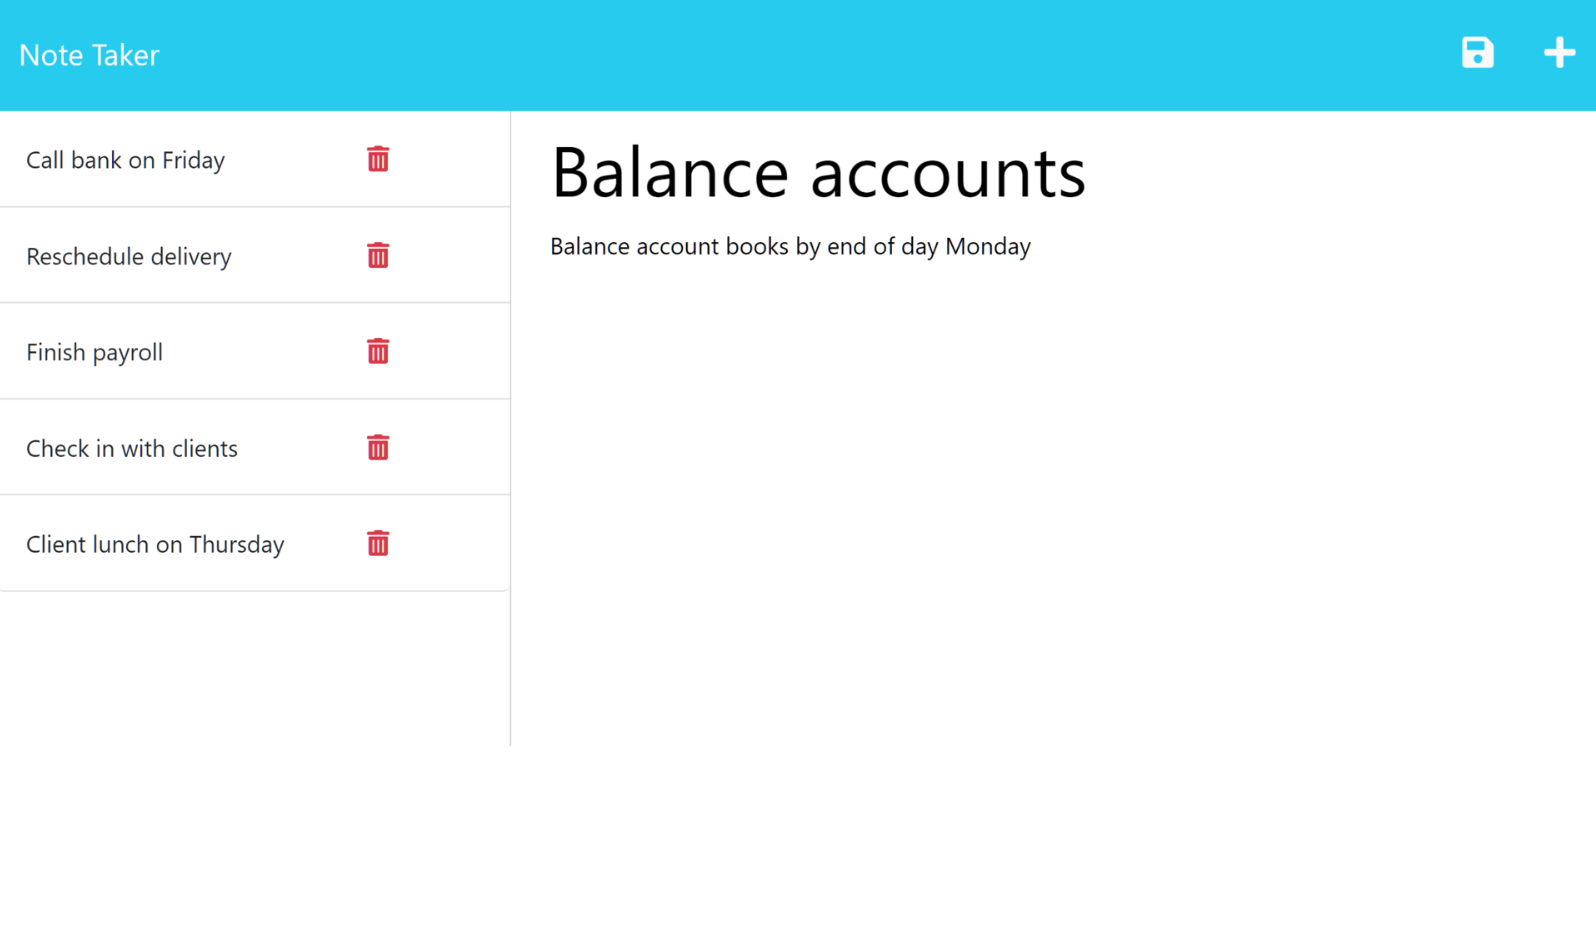 Note Taker
Call bank on Friday
Reschedule delivery
Finish payroll
Check in with clients
Client lunch on Thursday
Balance accounts
Balance account books by end of day Monday